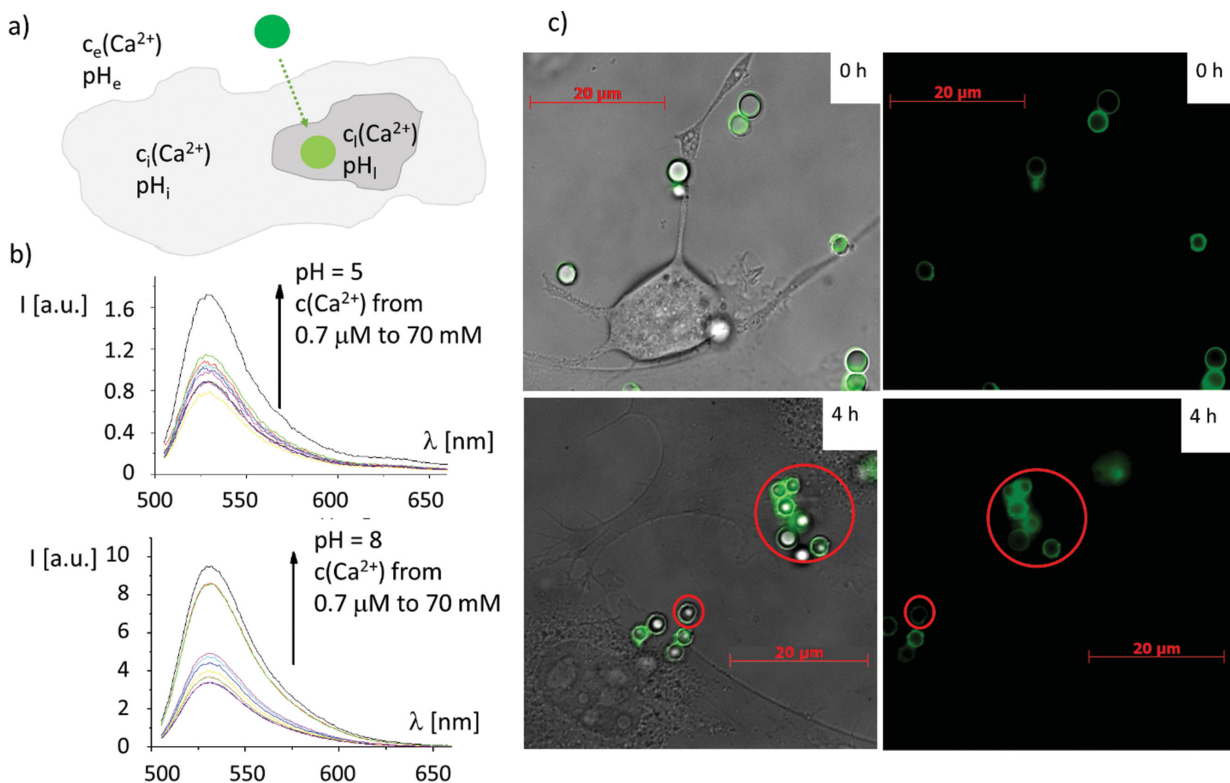 a)
cₑ(Ca²⁺)
pHₑ
cᵢ(Ca²⁺)
pHᵢ
cₗ(Ca²⁺)
pHₗ
b)
I [a.u.]
pH = 5
c(Ca²⁺) from
0.7 μM to 70 mM
1.6
1.2
0.8
0.4
0
λ [nm]
500 550 600 650
I [a.u.]
pH = 8
c(Ca²⁺) from
0.7 μM to 70 mM
10
8
6
4
2
0
λ [nm]
500 550 600 650
c)
0 h
20 μm
0 h
20 μm
4 h
20 μm
4 h
20 μm